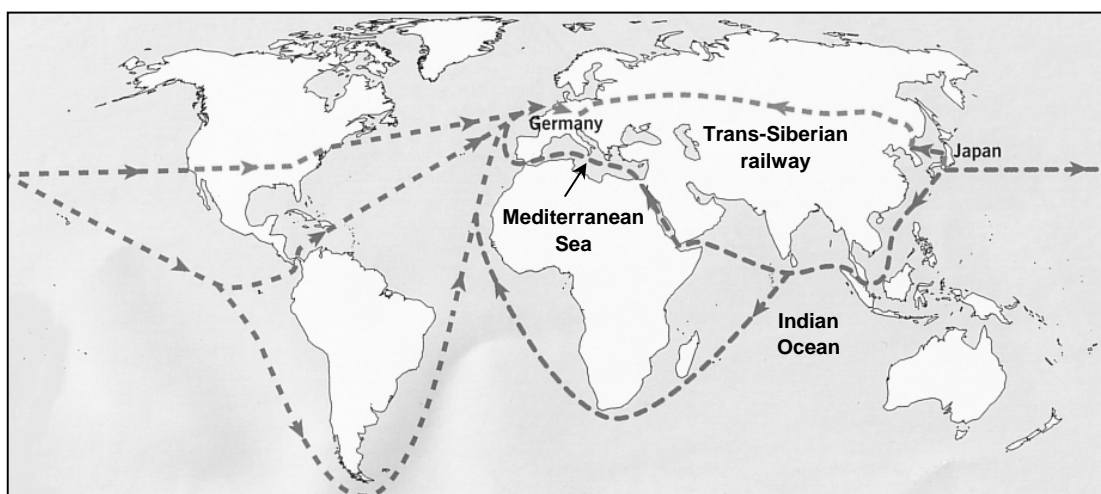 Germany
Trans-Siberian
railway
Japan
Mediterranean
Sea
Indian
Ocean